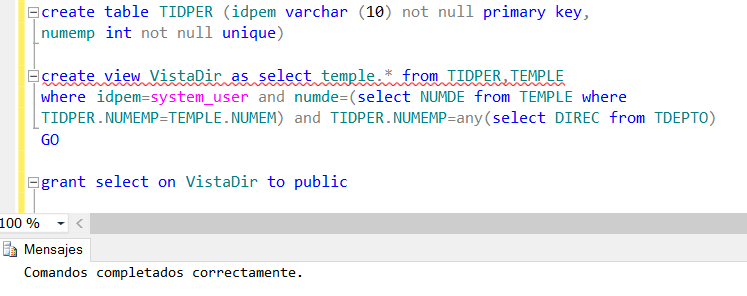 create table TIDPER (idpem varchar (10) not null primary key,
numemp int not null unique)
create view VistaDir as select temple.* from TIDPER,TEMPLE
where idpem=system_user and numde=(select NUMDE from TEMPLE where
TIDPER.NUMEMP=TEMPLE.NUMEM) and TIDPER.NUMEMP=any(select DIREC from TDEPTO)
GO
grant select on VistaDir to public
100 %
Mensajes
Comandos completados correctamente.